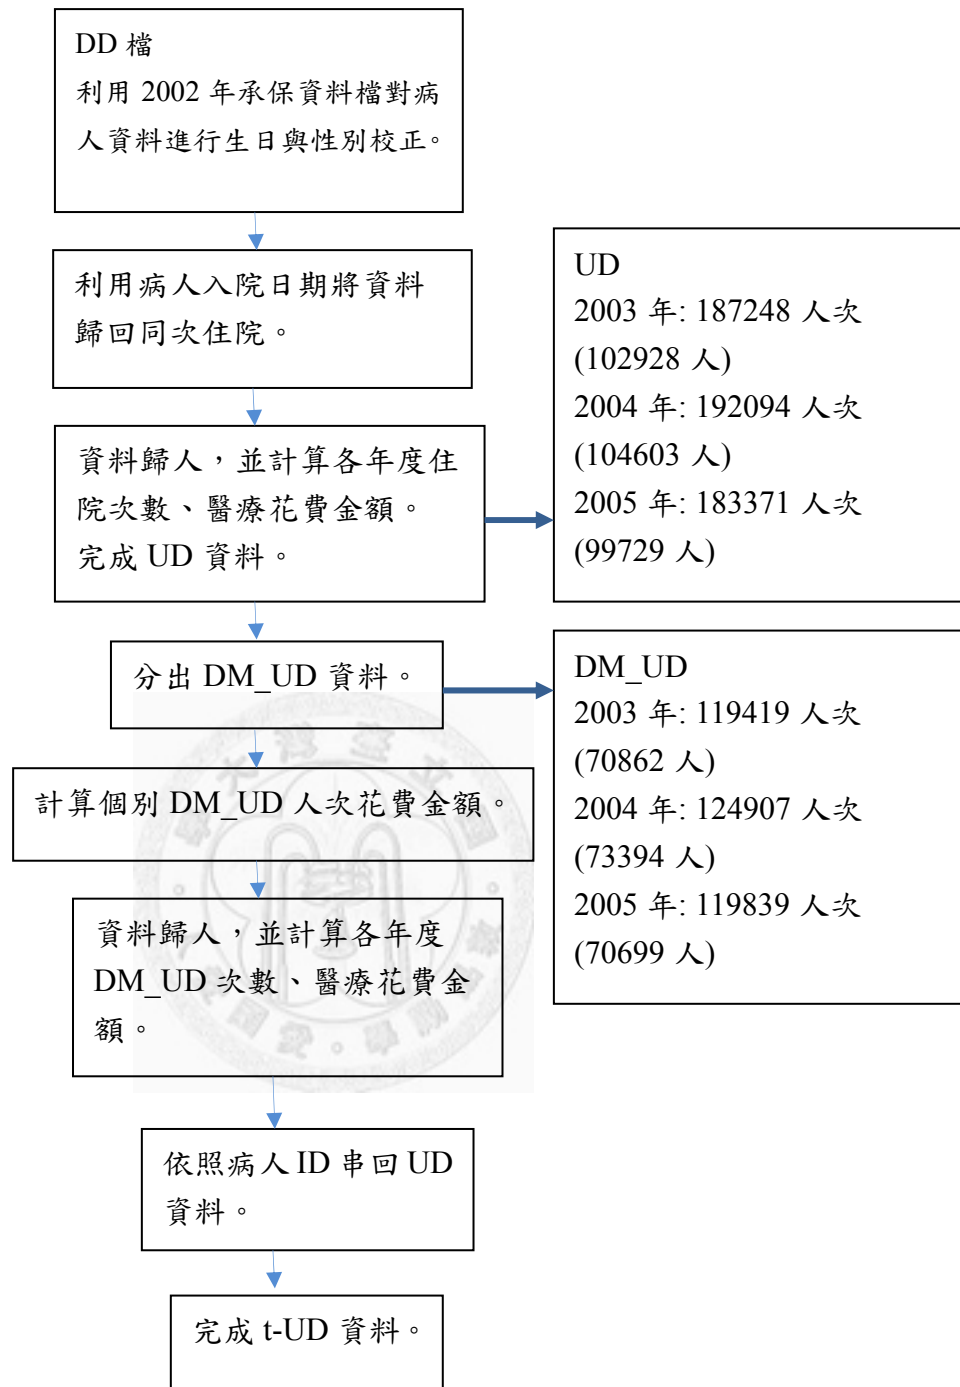 DD 檔
利用 2002 年承保資料檔對病
人資料進行生日與性別校正。
利用病人入院日期將資料
歸回同次住院。
資料歸人，並計算各年度住
院次數、醫療花費金額。
完成 UD 資料。
UD
2003 年: 187248 人次
(102928 人)
2004 年: 192094 人次
(104603 人)
2005 年: 183371 人次
(99729 人)
分出 DM_UD 資料。
DM_UD
2003 年: 119419 人次
(70862 人)
2004 年: 124907 人次
(73394 人)
2005 年: 119839 人次
(70699 人)
計算個別 DM_UD 人次花費金額。
資料歸人，並計算各年度
DM_UD 次數、醫療花費金
額。
依照病人 ID 串回 UD
資料。
完成 t-UD 資料。